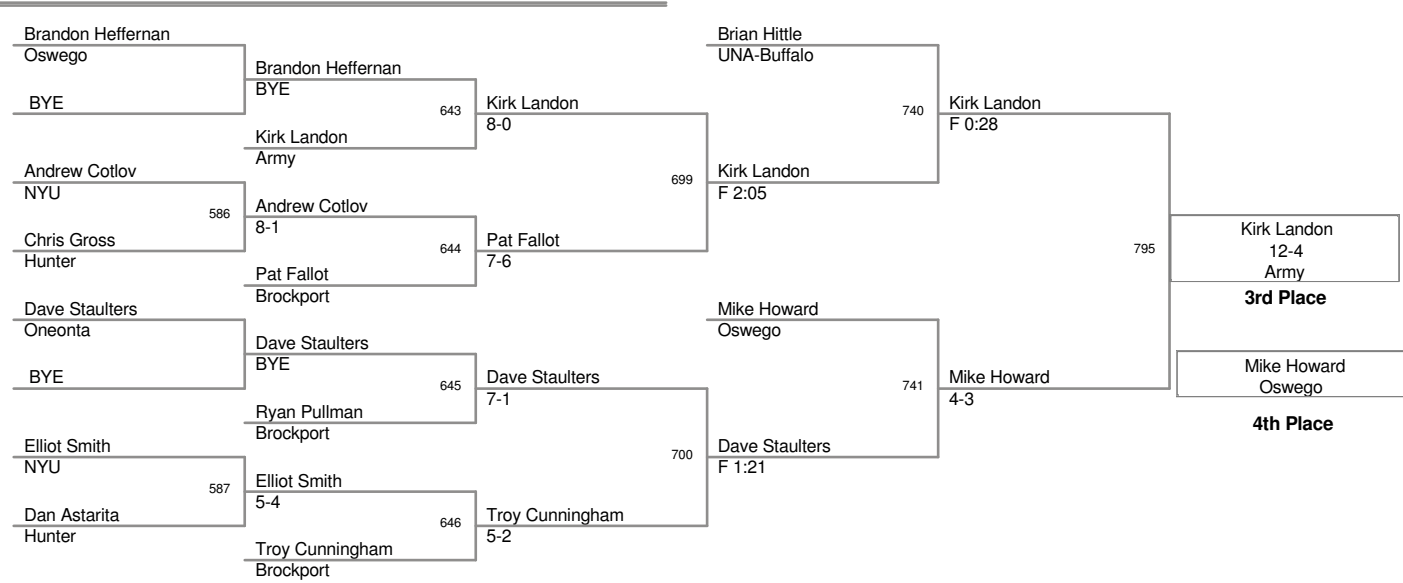 Brandon Heffernan
Oswego
BYE
Andrew Cotlov
NYU
586
Chris Gross
Hunter
Dave Staulters
Oneonta
BYE
Elliot Smith
NYU
587
Dan Astarita
Hunter
Brandon Heffernan
BYE
643
Kirk Landon
Army
Andrew Cotlov
8-1
644
Pat Fallot
Brockport
Dave Staulters
BYE
645
Ryan Pullman
Brockport
Elliot Smith
5-4
646
Troy Cunningham
Brockport
Kirk Landon
8-0
699
Pat Fallot
7-6
Dave Staulters
7-1
700
Troy Cunningham
5-2
Brian Hittle
UNA-Buffalo
740
Kirk Landon
F 2:05
Mike Howard
Oswego
741
Dave Staulters
F 1:21
Kirk Landon
F 0:28
795
Mike Howard
4-3
Kirk Landon
12-4
Army
3rd Place
Mike Howard
Oswego
4th Place